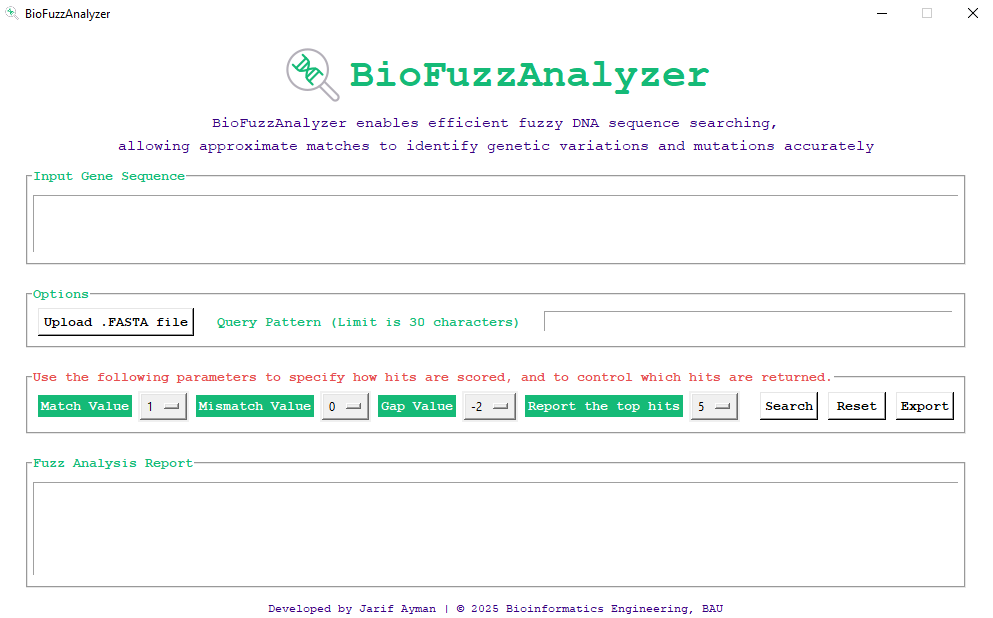 BioFuzzAnalyzer
BioFuzzAnalyzer
BioFuzzAnalyzer enables efficient fuzzy DNA sequence searching,
allowing approximate matches to identify genetic variations and mutations accurately
Input Gene Sequence
Options
Upload .FASTA file Query Pattern (Limit is 30 characters)
Use the following parameters to specify how hits are scored, and to control which hits are returned.
Match Value 1 Mismatch Value 0 Gap Value -2 Report the top hits 5 Search Reset Export
Fuzz Analysis Report
Developed by Jarif Ayman | © 2025 Bioinformatics Engineering, BAU